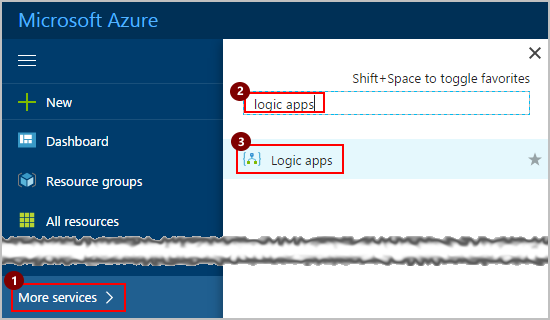 Microsoft Azure
New
Dashboard
Resource groups
All resources
1
More services
Shift+Space to toggle favorites
2
logic apps
3
Logic apps